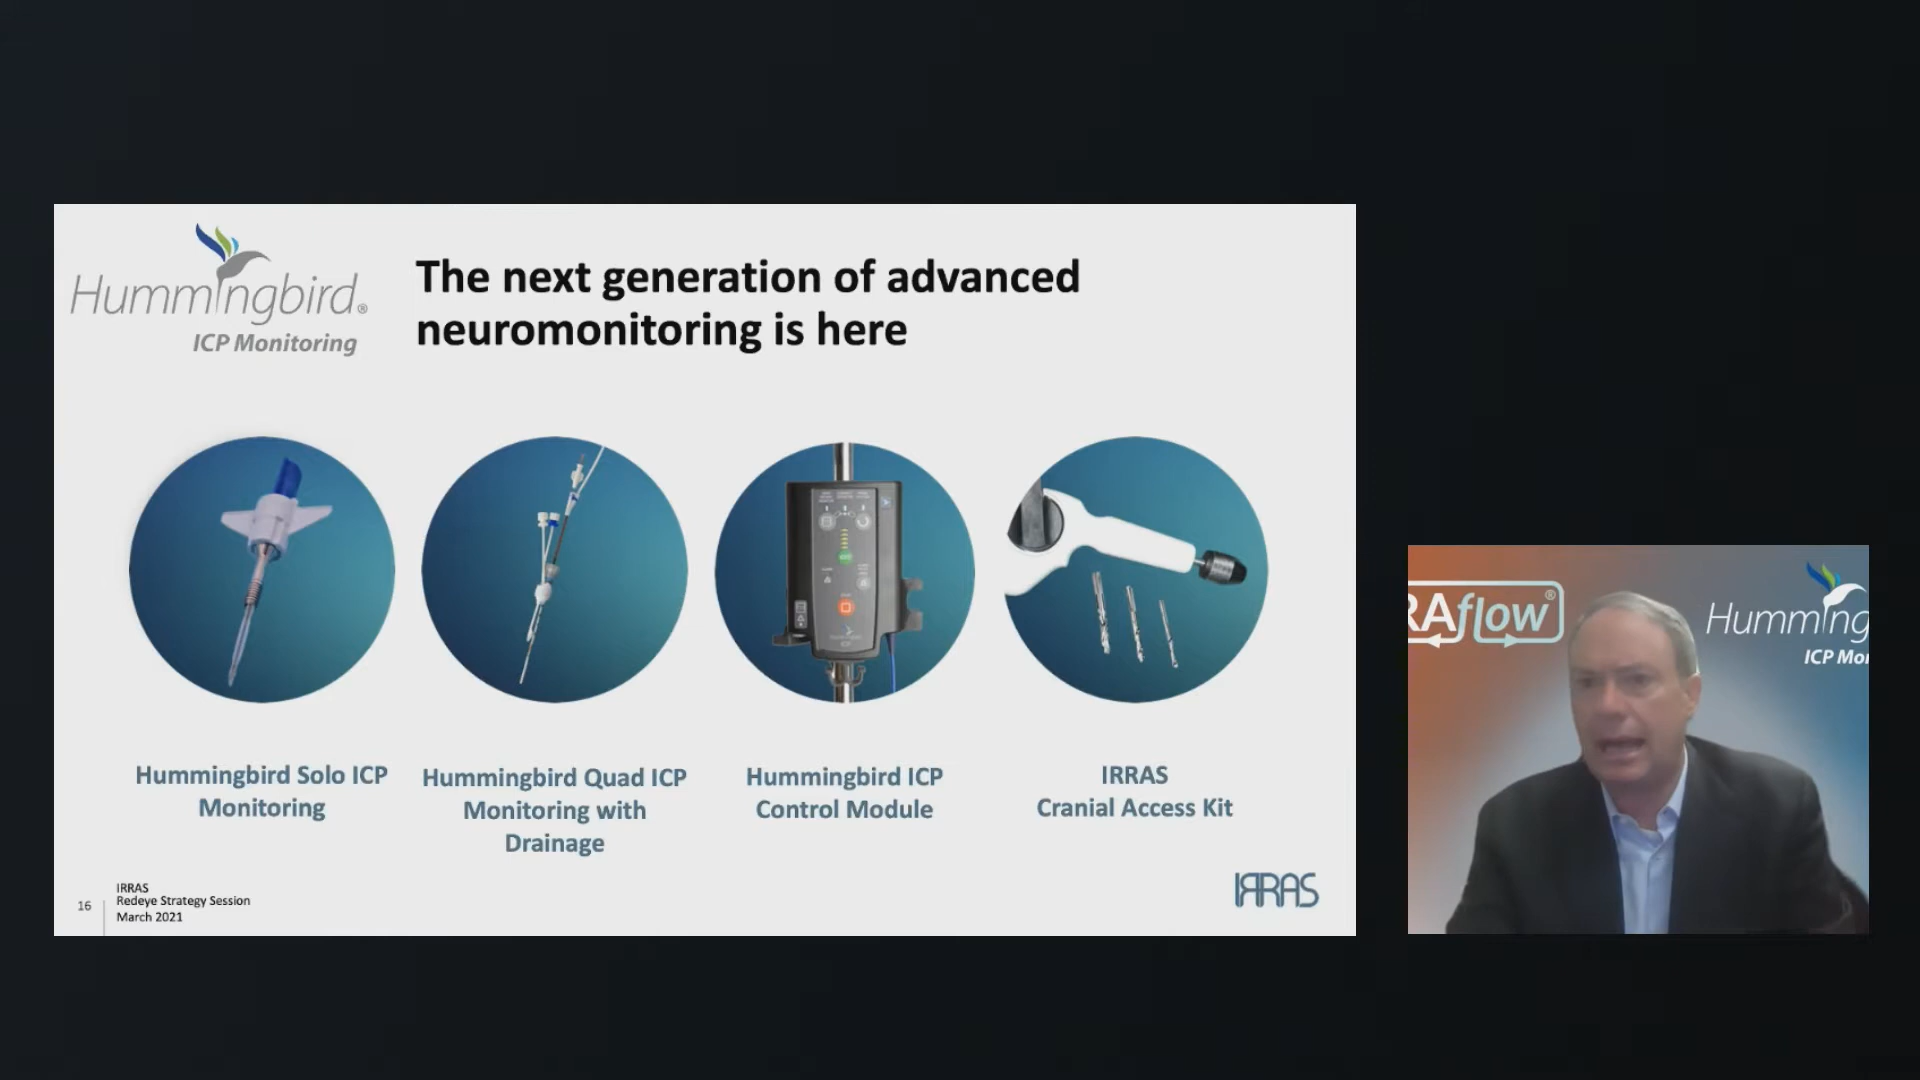 Hummingbird®
ICP Monitoring
The next generation of advanced
neuromonitoring is here
Hummingbird Solo ICP
Monitoring
Hummingbird Quad ICP
Monitoring with
Drainage
Hummingbird ICP
Control Module
IRRAS
Cranial Access Kit
16
IRRAS
Redeye Strategy Session
March 2021
IRRAS
RAflow®
Humming
ICP Mo